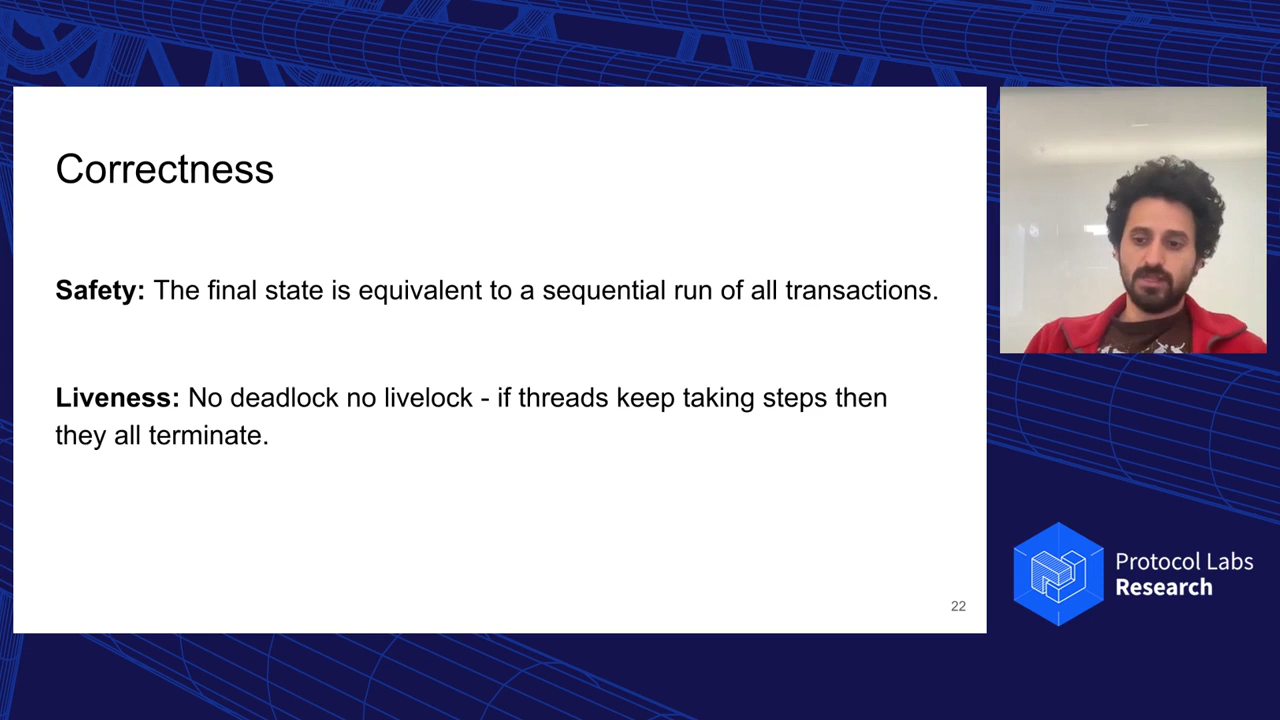 Correctness
Safety: The final state is equivalent to a sequential run of all transactions.
Liveness: No deadlock no livelock - if threads keep taking steps then
they all terminate.
22
Protocol Labs
Research